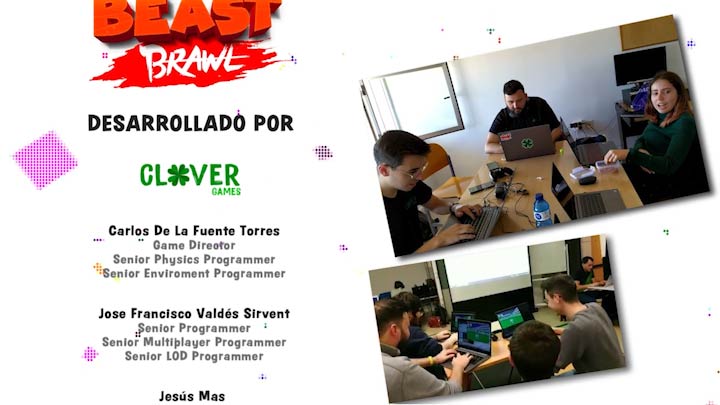 BEAST
BRAWL
DESARROLLADO POR
CLOVER
GAMES
Carlos De La Fuente Torres
Game Director
Senior Physics Programmer
Senior Enviroment Programmer
Jose Francisco Valdés Sirvent
Senior Programmer
Senior Multiplayer Programmer
Senior LOD Programmer
Jesús Mas